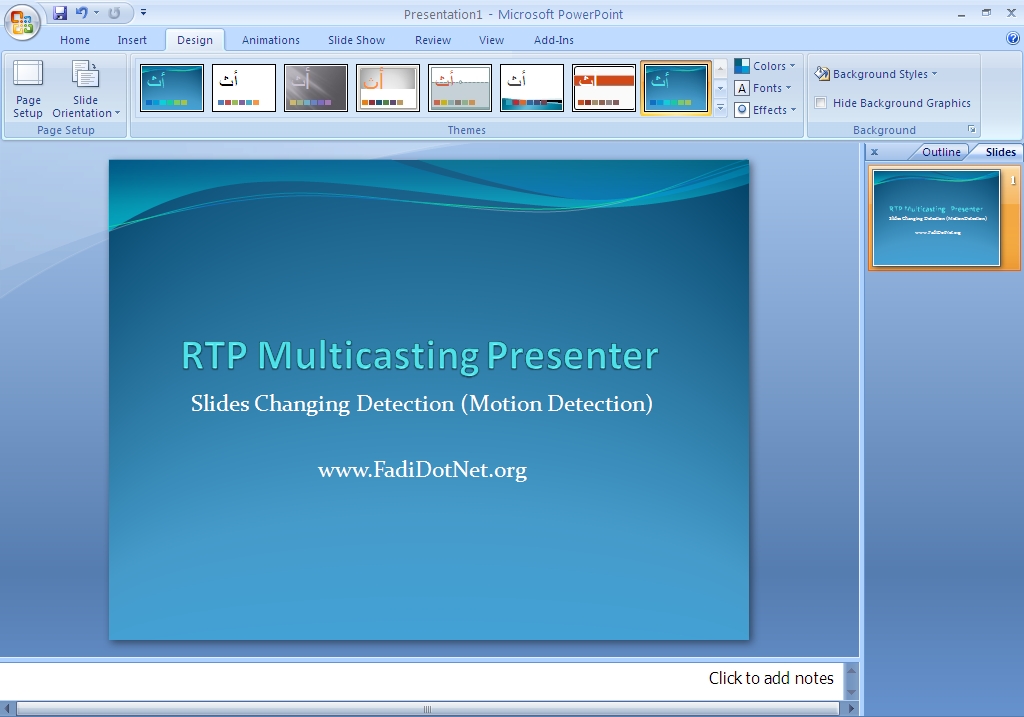 Presentation1 - Microsoft PowerPoint
Home Insert Design Animations Slide Show Review View Add-Ins
Page Setup
Slide Orientation
Page Setup
أث أث أث أث أث أث أث أث
Themes
Colors
Fonts
Effects
Background Styles
Hide Background Graphics
Background
x Outline Slides
1
RTP Multicasting Presenter
Slides Changing Detection (Motion Detection)
www.FadiDotNet.org
RTP Multicasting Presenter
Slides Changing Detection (Motion Detection)
www.FadiDotNet.org
Click to add notes